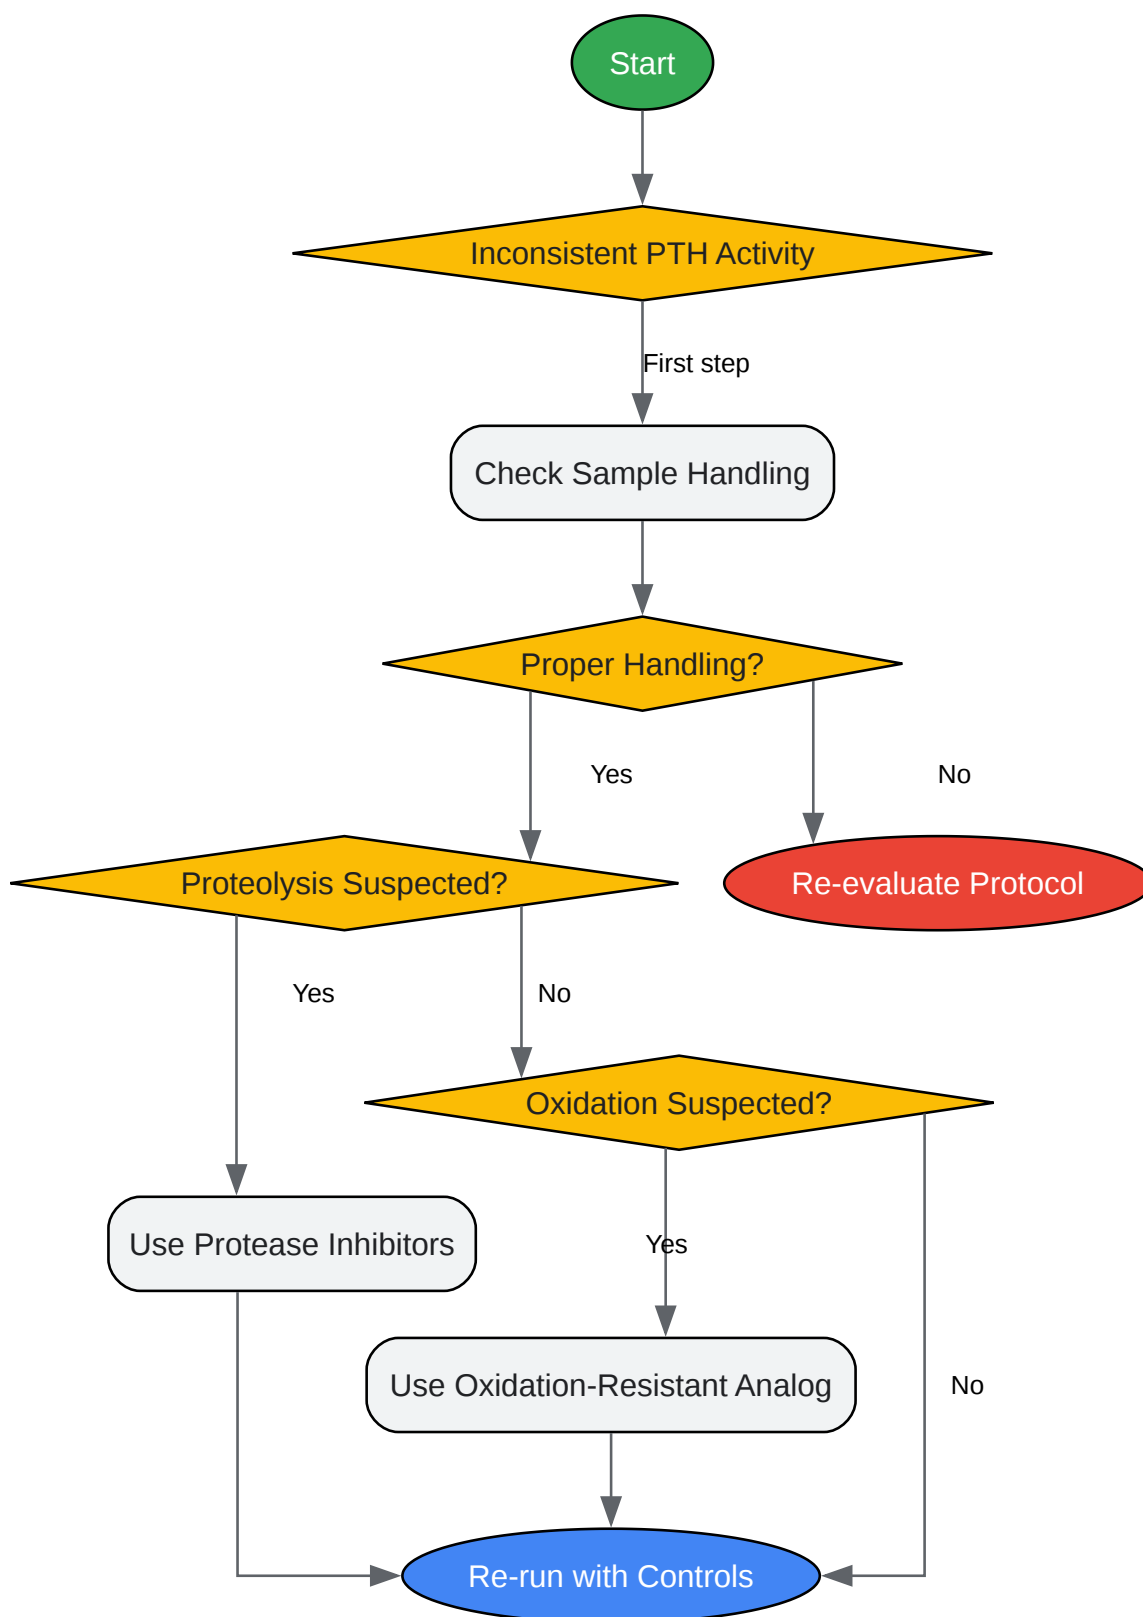 Start
Inconsistent PTH Activity
First step
Check Sample Handling
Proper Handling?
Yes
No
Proteolysis Suspected?
Re-evaluate Protocol
Yes
No
Oxidation Suspected?
Use Protease Inhibitors
Yes
Use Oxidation-Resistant Analog
No
Re-run with Controls